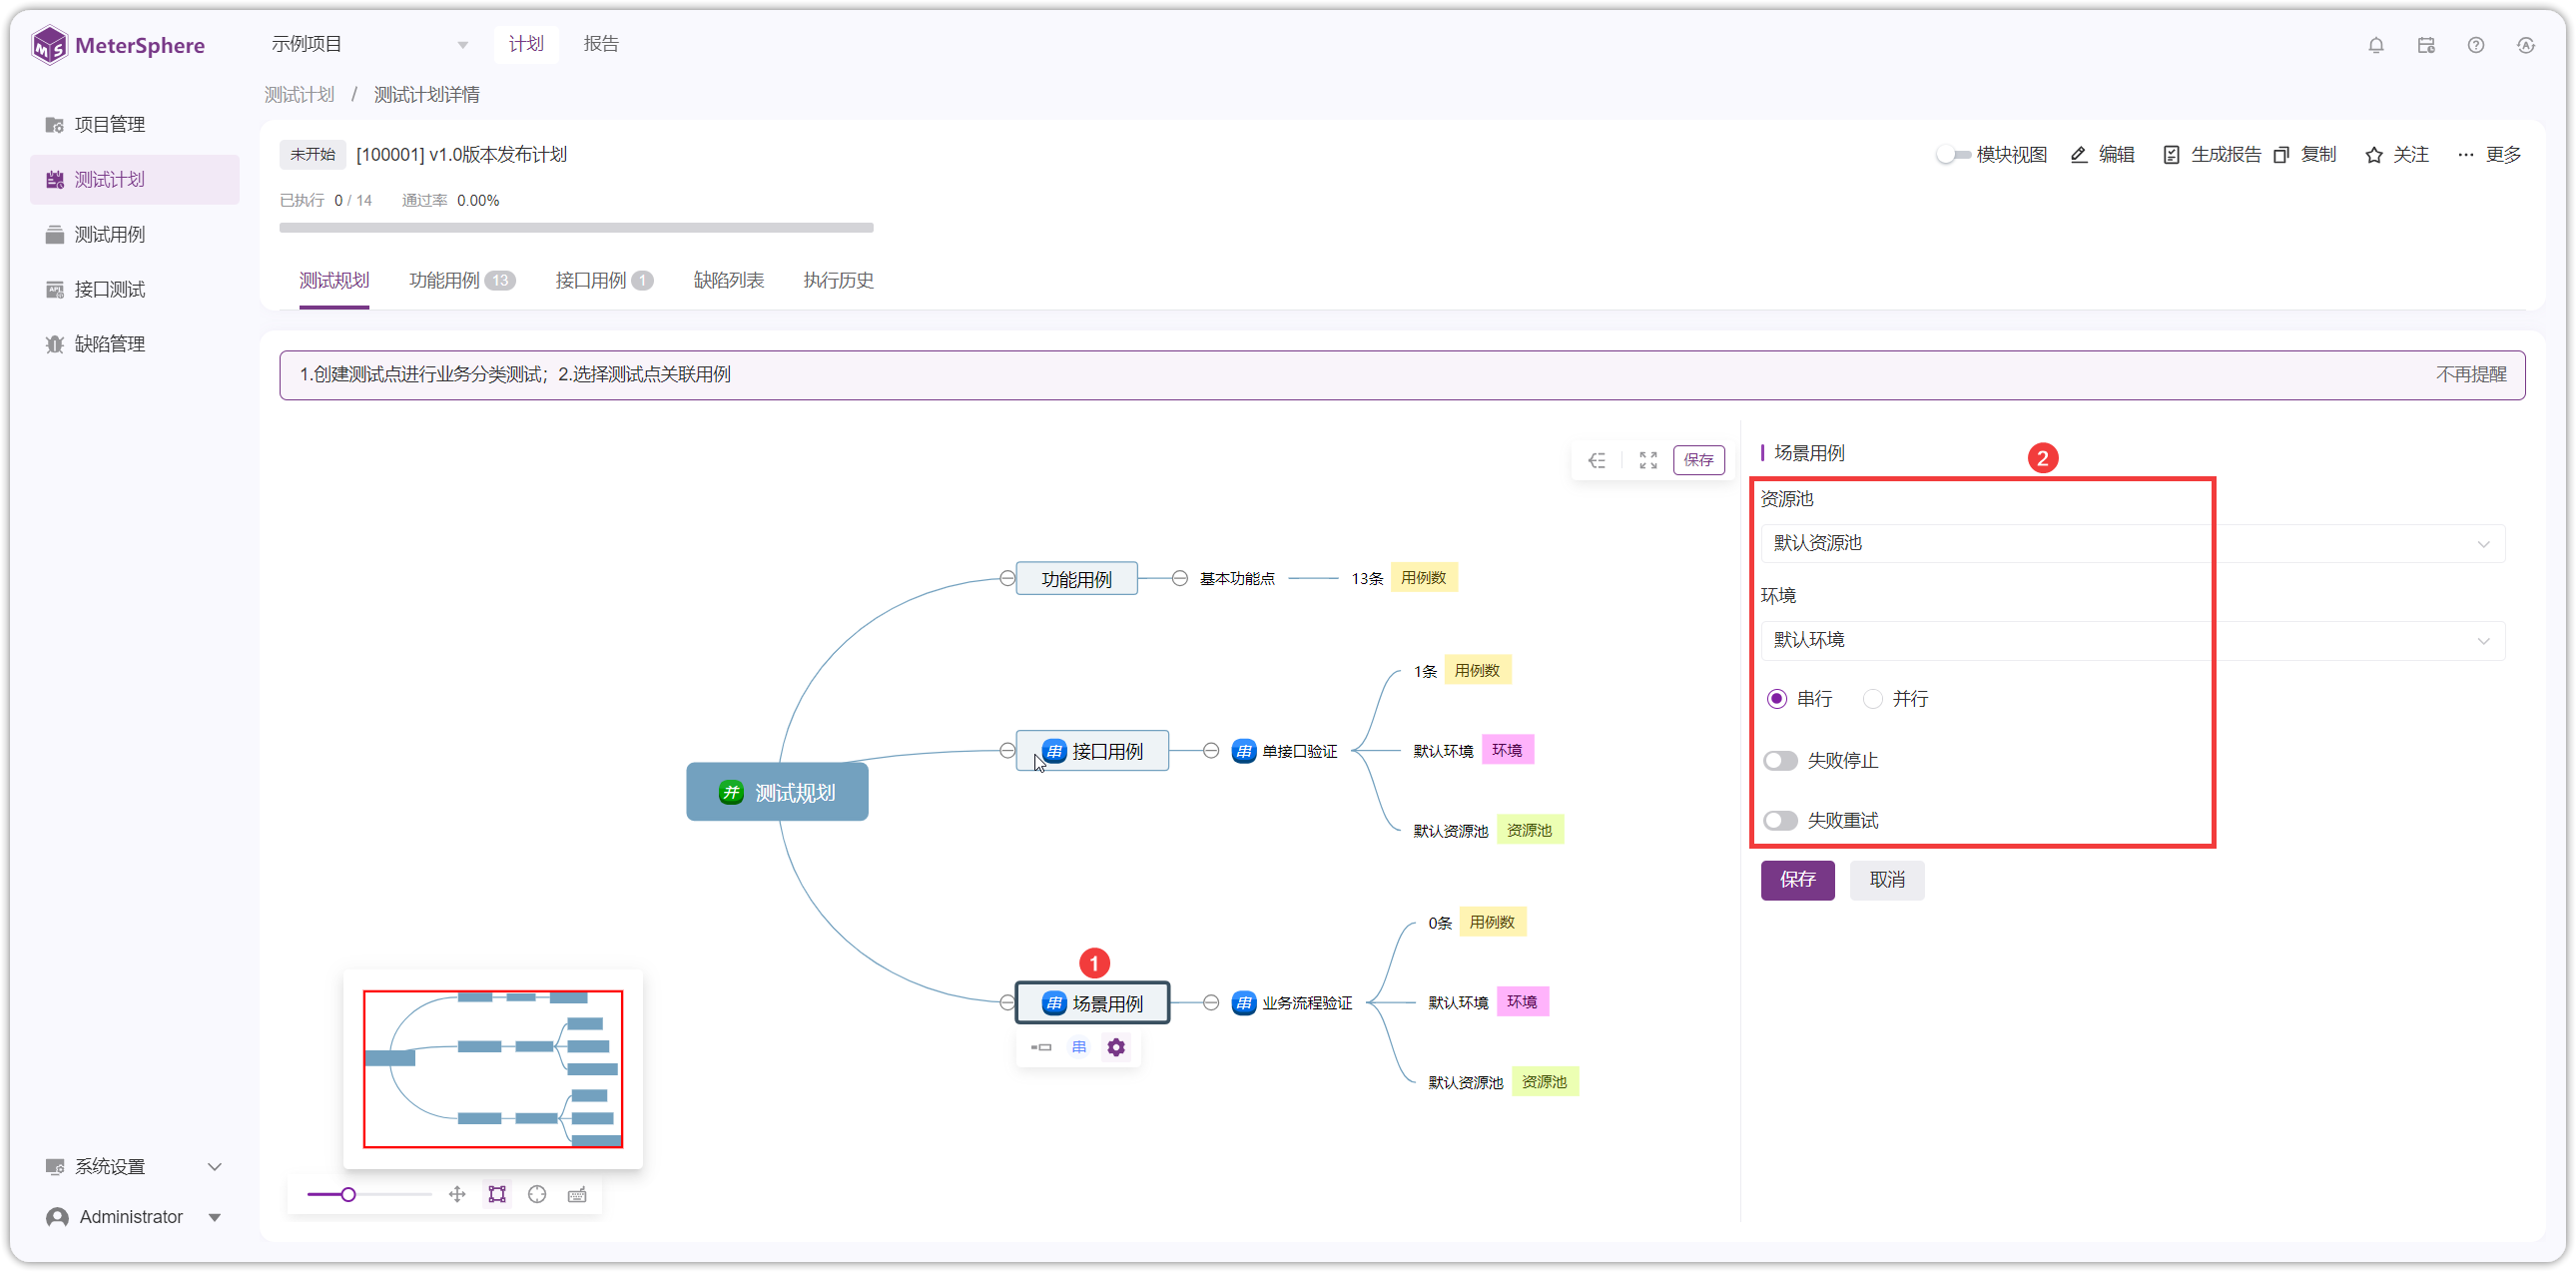 MeterSphere
示例项目
计划
报告
测试计划 / 测试计划详情
项目管理
测试计划
测试用例
接口测试
缺陷管理
系统设置
Administrator
未开始 [100001] v1.0版本发布计划
模块视图
编辑
生成报告
复制
关注
更多
已执行 0 / 14 通过率 0.00%
测试规划
功能用例 13
接口用例 1
缺陷列表
执行历史
1.创建测试点进行业务分类测试；2.选择测试点关联用例
不再提醒
保存
功能用例
基本功能点
13条 用例数
并 测试规划
串 接口用例
串 单接口验证
1条 用例数
默认环境 环境
默认资源池 资源池
1
串 场景用例
串
串 业务流程验证
0条 用例数
默认环境 环境
默认资源池 资源池
场景用例
2
资源池
默认资源池
环境
默认环境
串行 并行
失败停止
失败重试
保存 取消